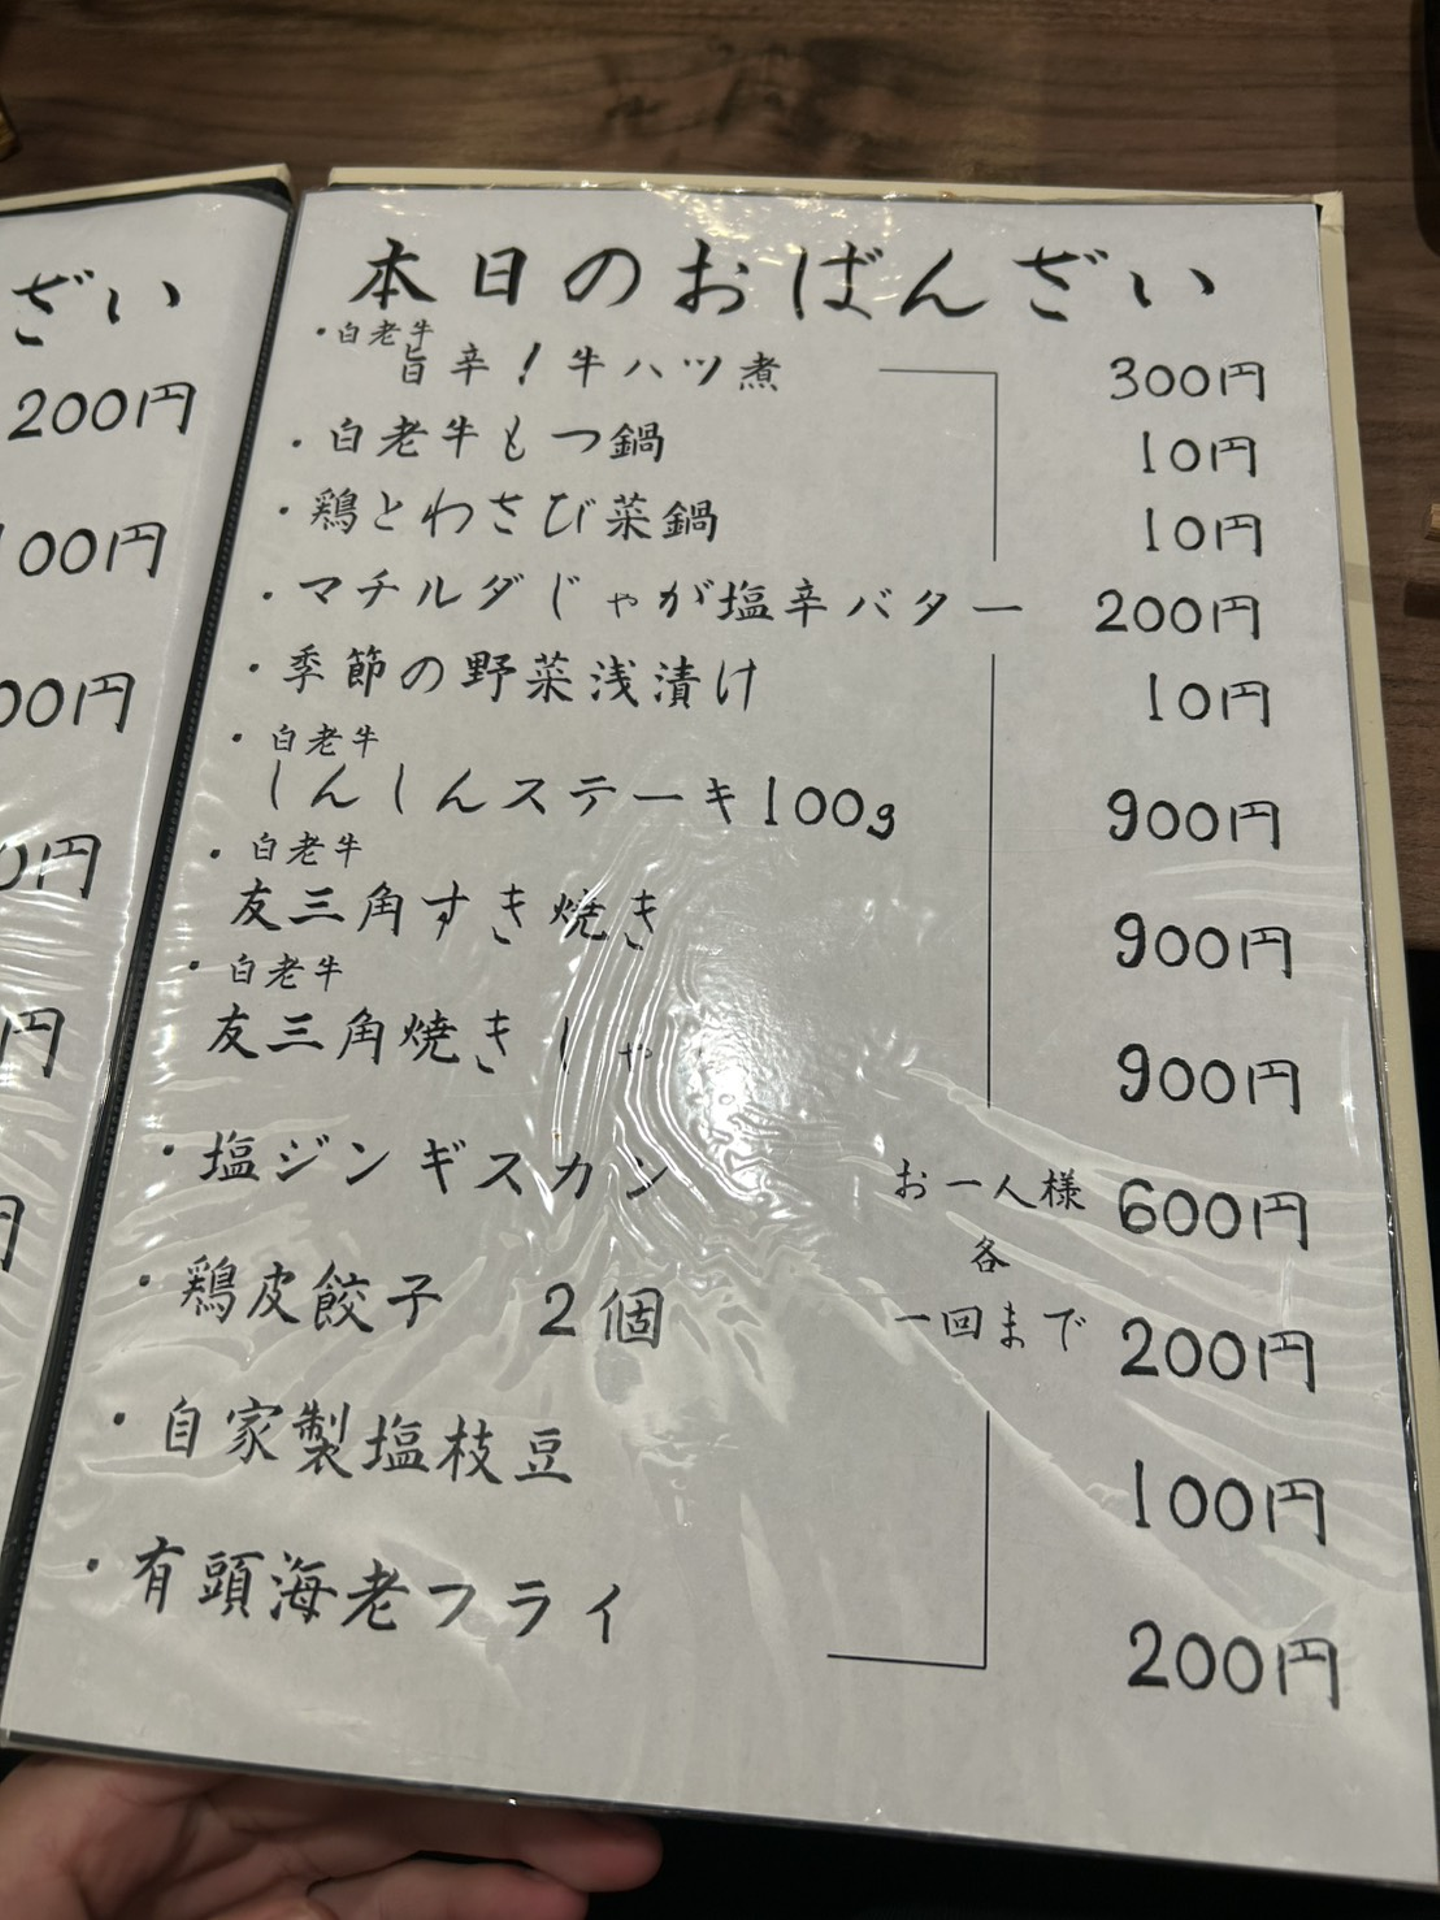 ざい
200円
100円
00円
0円
円
本日のおばんざい
・白老牛
旨辛！牛ハツ煮 300円
・白老牛もつ鍋 10円
・鶏とわさび菜鍋 10円
・マチルダじゃが塩辛バター 200円
・季節の野菜浅漬け 10円
・白老牛
しんしんステーキ100g 900円
・白老牛
友三角すき焼き 900円
・白老牛
友三角焼きしゃ 900円
・塩ジンギスカン 600円
お一人様
各
一回まで
・鶏皮餃子 2個 200円
・自家製塩枝豆 100円
・有頭海老フライ 200円